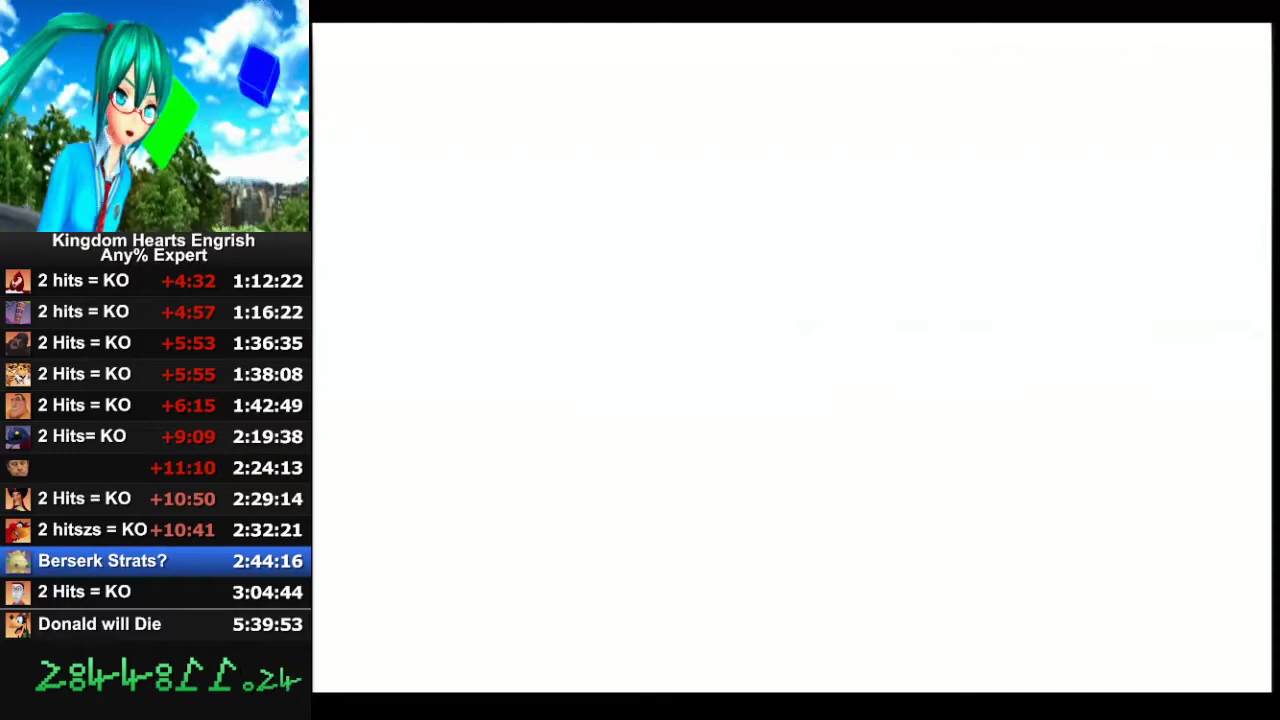 Kingdom Hearts Engrish
Any% Expert
2 hits = KO +4:32 1:12:22
2 hits = KO +4:57 1:16:22
2 Hits = KO +5:53 1:36:35
2 Hits = KO +5:55 1:38:08
2 Hits = KO +6:15 1:42:49
2 Hits= KO +9:09 2:19:38
+11:10 2:24:13
2 Hits = KO +10:50 2:29:14
2 hitszs = KO +10:41 2:32:21
Berserk Strats? 2:44:16
2 Hits = KO 3:04:44
Donald will Die 5:39:53